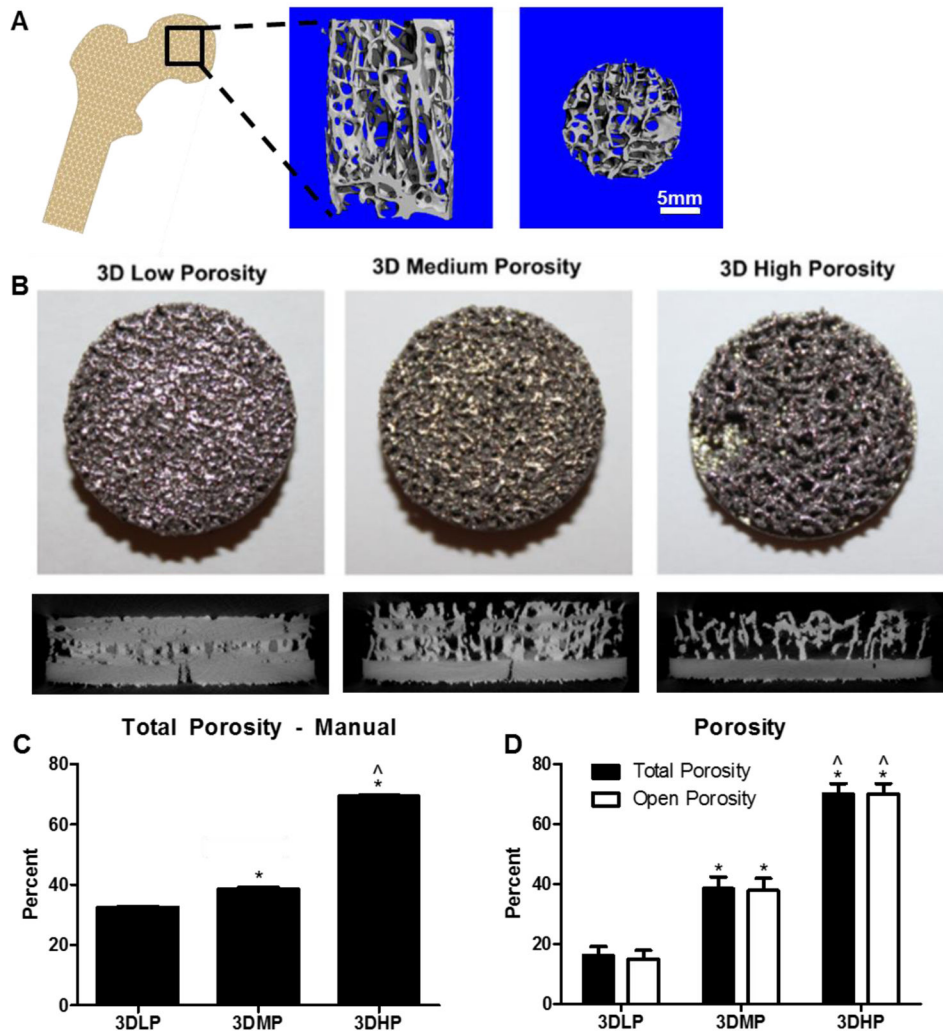 A
5mm
B
3D Low Porosity
3D Medium Porosity
3D High Porosity
C
Total Porosity - Manual
80
60
40
20
0
Percent
*
^
*
3DLP
3DMP
3DHP
D
Porosity
Total Porosity
Open Porosity
80
60
40
20
0
Percent
* *
^ ^
* *
3DLP
3DMP
3DHP